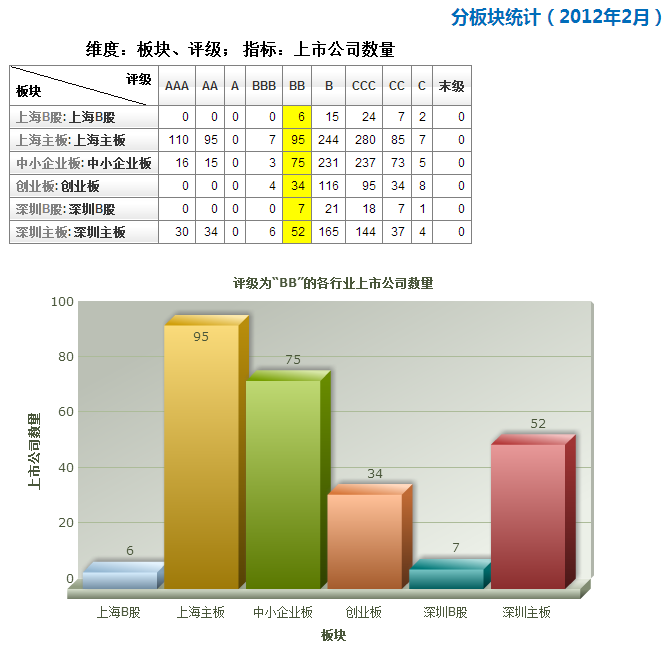 分板块统计（2012年2月）
维度：板块、评级； 指标：上市公司数量
板块 评级 AAA AA A BBB BB B CCC CC C 末级
上海B股: 上海B股 0 0 0 0 6 15 24 7 2 0
上海主板: 上海主板 110 95 0 7 95 244 280 85 7 0
中小企业板: 中小企业板 16 15 0 3 75 231 237 73 5 0
创业板: 创业板 0 0 0 4 34 116 95 34 8 0
深圳B股: 深圳B股 0 0 0 0 7 21 18 7 1 0
深圳主板: 深圳主板 30 34 0 6 52 165 144 37 4 0
评级为“BB”的各行业上市公司数量
上市公司数量
100
80
60
40
20
0
6
95
75
34
7
52
上海B股 上海主板 中小企业板 创业板 深圳B股 深圳主板
板块